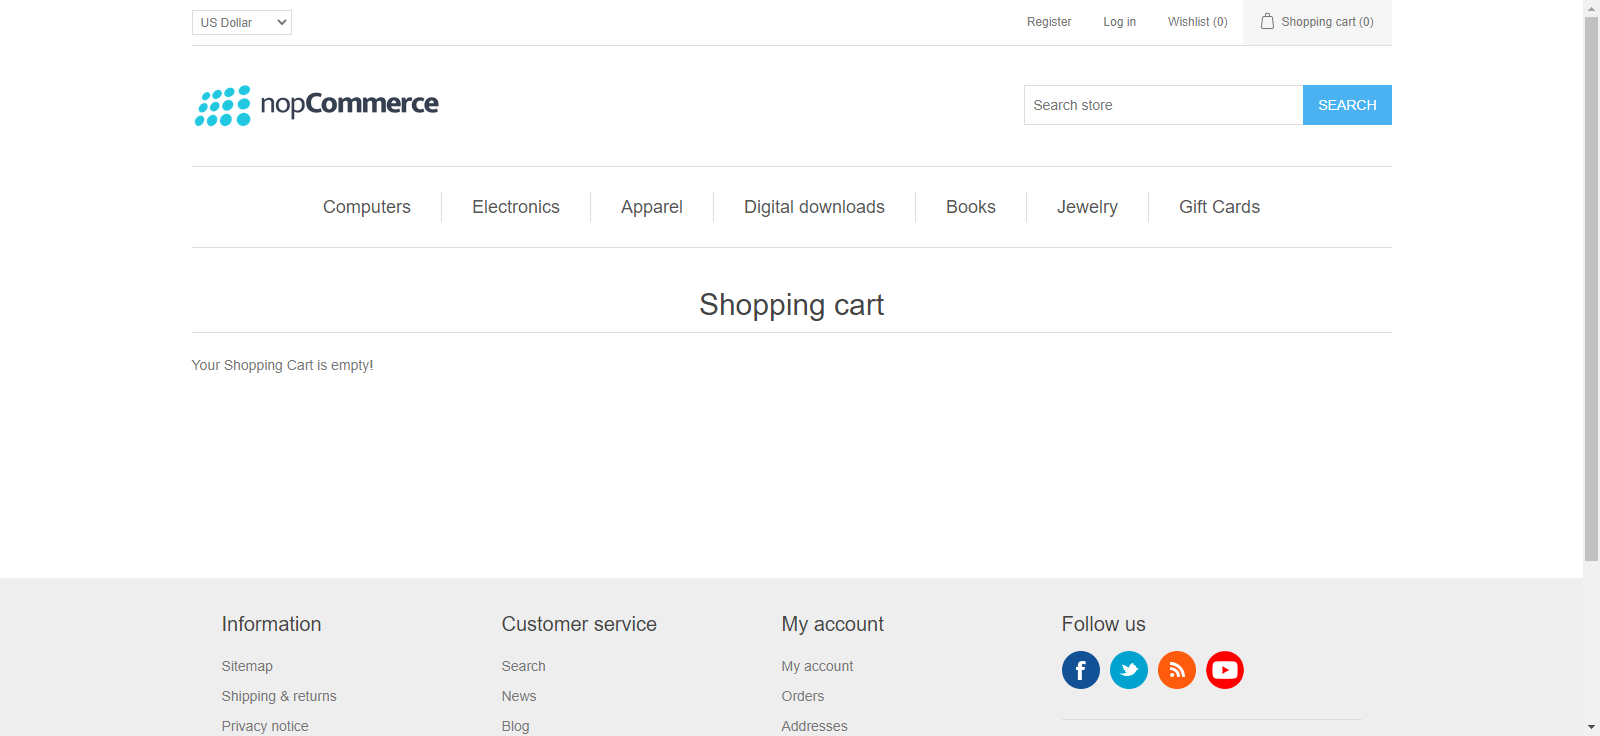 US Dollar
Register
Log in
Wishlist (0)
Shopping cart (0)
nopCommerce
Search store
SEARCH
Computers
Electronics
Apparel
Digital downloads
Books
Jewelry
Gift Cards
Shopping cart
Your Shopping Cart is empty!
Information
Sitemap
Shipping & returns
Privacy notice
Customer service
Search
News
Blog
My account
My account
Orders
Addresses
Follow us